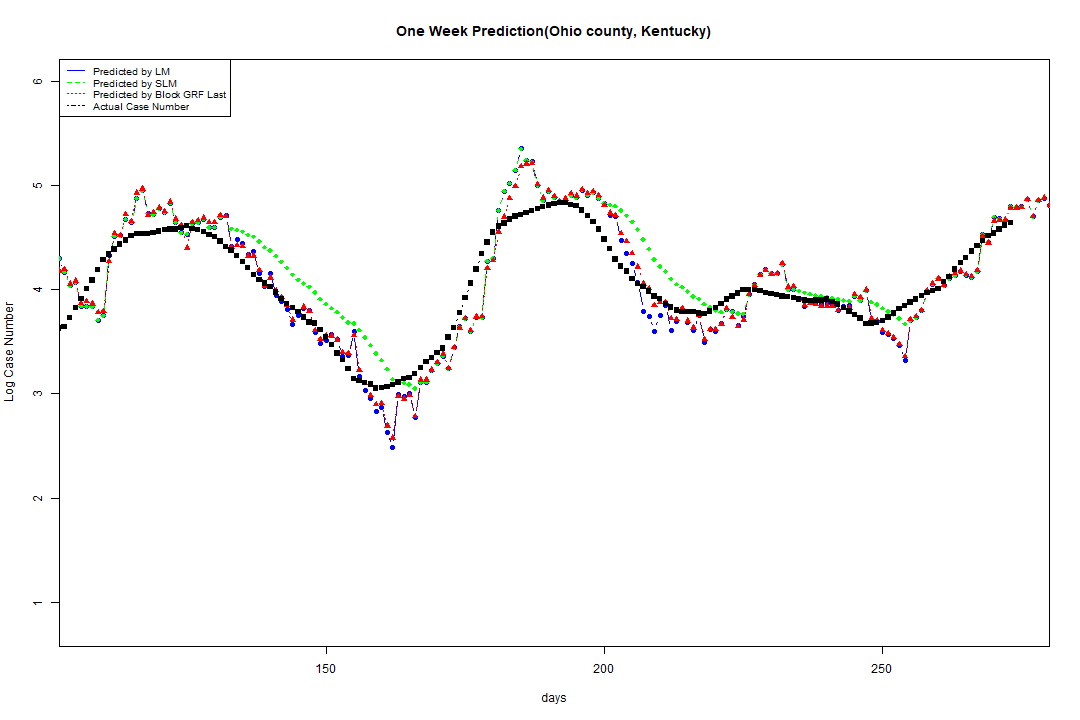 One Week Prediction(Ohio county, Kentucky)
Predicted by LM
Predicted by SLM
Predicted by Block GRF Last
Actual Case Number
6
5
4
3
2
1
Log Case Number
150
200
250
days